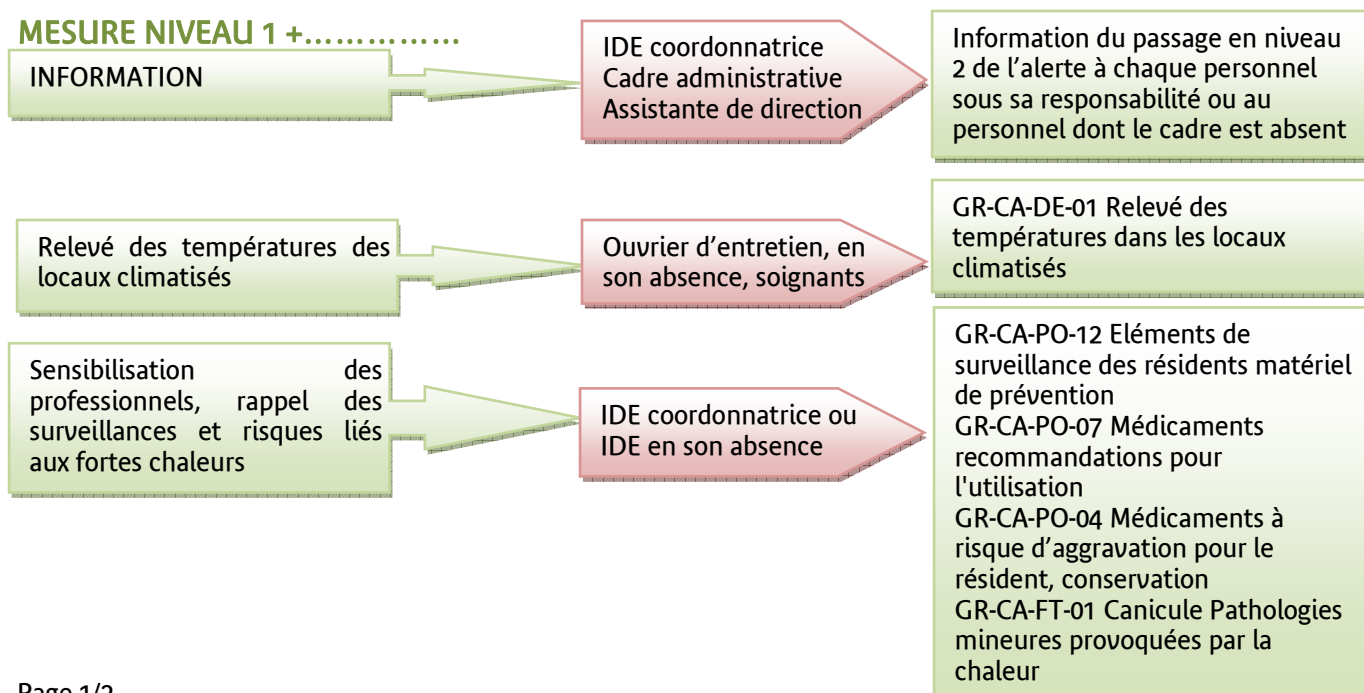 MESURE NIVEAU 1 +……………
INFORMATION
IDE coordonnatrice
Cadre administrative
Assistante de direction
Information du passage en niveau
2 de l’alerte à chaque personnel
sous sa responsabilité ou au
personnel dont le cadre est absent
Relevé des températures des
locaux climatisés
Ouvrier d’entretien, en
son absence, soignants
GR-CA-DE-01 Relevé des
températures dans les locaux
climatisés
Sensibilisation des
professionnels, rappel des
surveillances et risques liés
aux fortes chaleurs
IDE coordonnatrice ou
IDE en son absence
GR-CA-PO-12 Eléments de
surveillance des résidents matériel
de prévention
GR-CA-PO-07 Médicaments
recommandations pour
l'utilisation
GR-CA-PO-04 Médicaments à
risque d’aggravation pour le
résident, conservation
GR-CA-FT-01 Canicule Pathologies
mineures provoquées par la
chaleur
Page 1/2